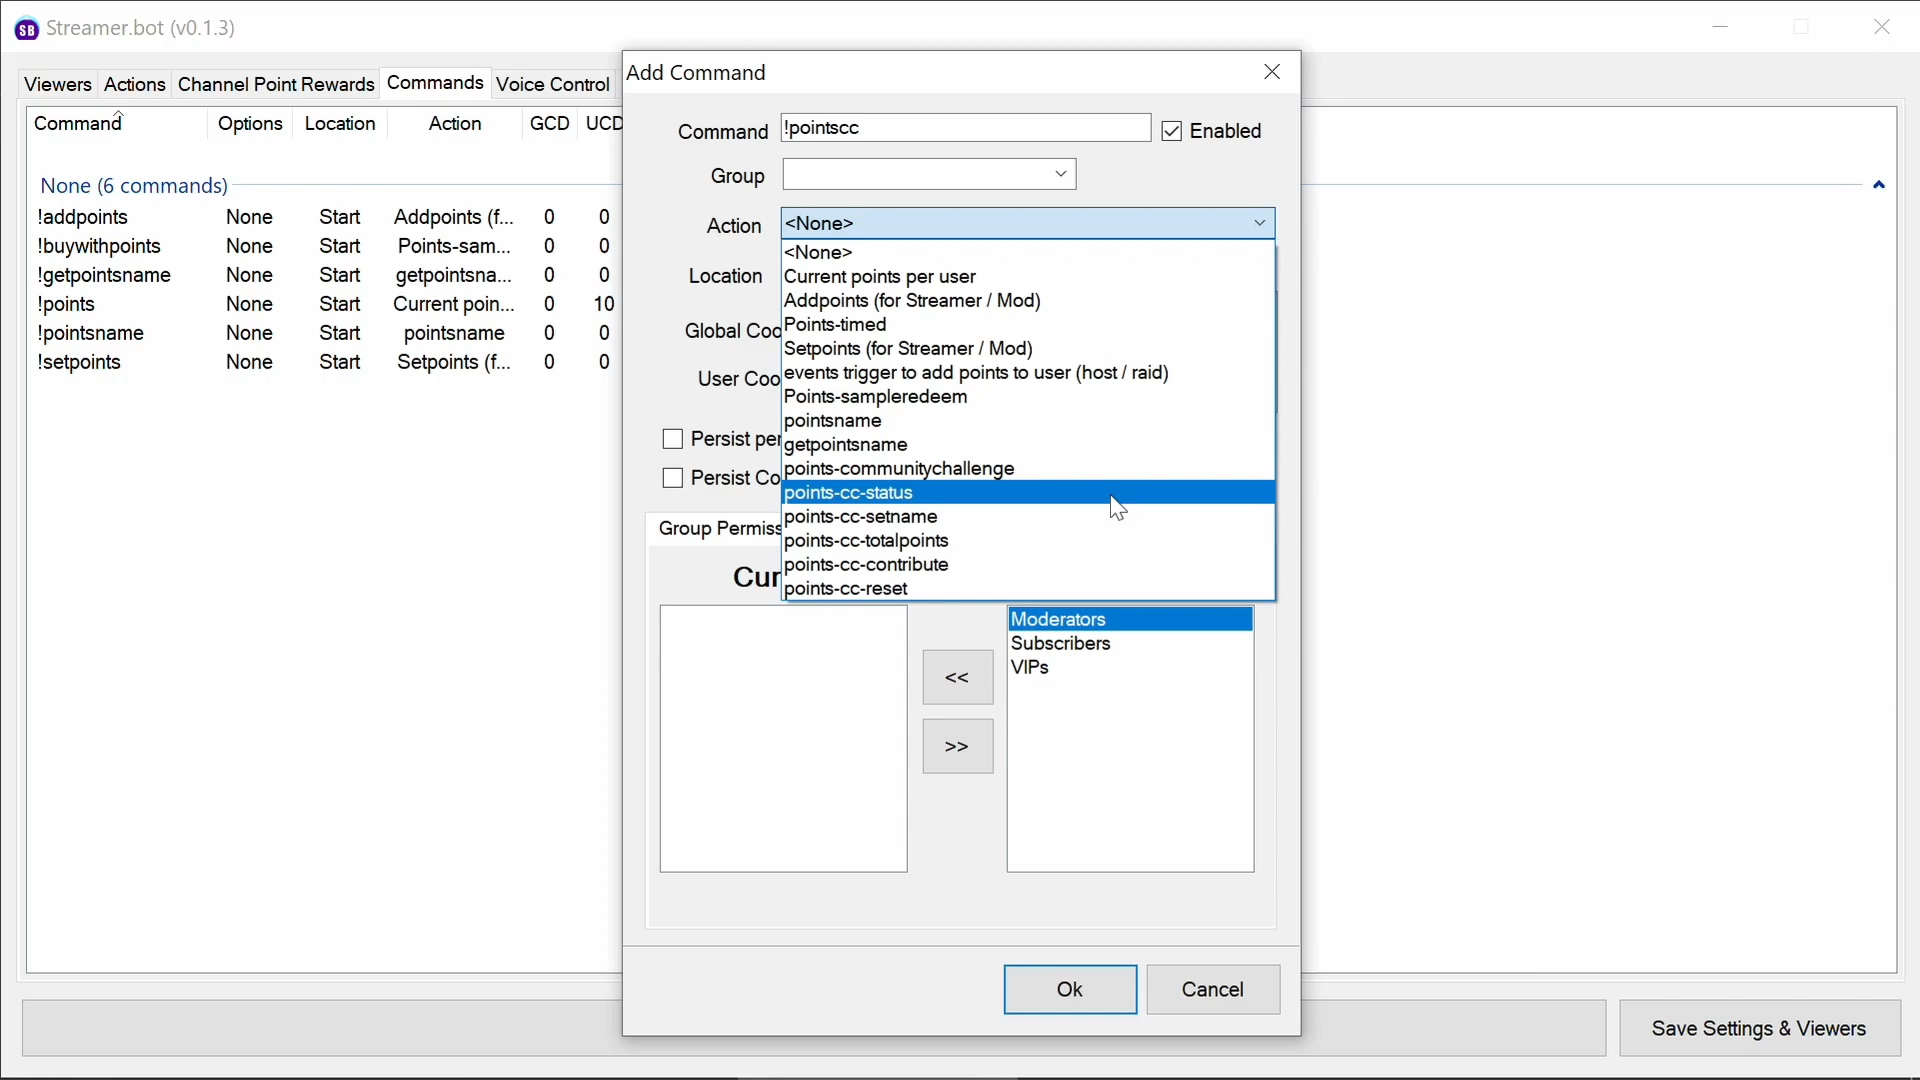 SB Streamer.bot (v0.1.3)
Viewers Actions Channel Point Rewards Commands Voice Control
Command Options Location Action GCD UCD
None (6 commands)
!addpoints None Start Addpoints (f... 0 0
!buywithpoints None Start Points-sam... 0 0
!getpointsname None Start getpointsna... 0 0
!points None Start Current poin... 0 10
!pointsname None Start pointsname 0 0
!setpoints None Start Setpoints (f... 0 0
Add Command
Command !pointscc Enabled
Group
Action <None>
Location
Global Coo
User Coo
Persist per
Persist Co
<None>
Current points per user
Addpoints (for Streamer / Mod)
Points-timed
Setpoints (for Streamer / Mod)
events trigger to add points to user (host / raid)
Points-sampleredeem
pointsname
getpointsname
points-communitychallenge
points-cc-status
points-cc-setname
points-cc-totalpoints
points-cc-contribute
points-cc-reset
Group Permiss
Cur
Moderators
Subscribers
VIPs
<<
>>
Ok Cancel
Save Settings & Viewers